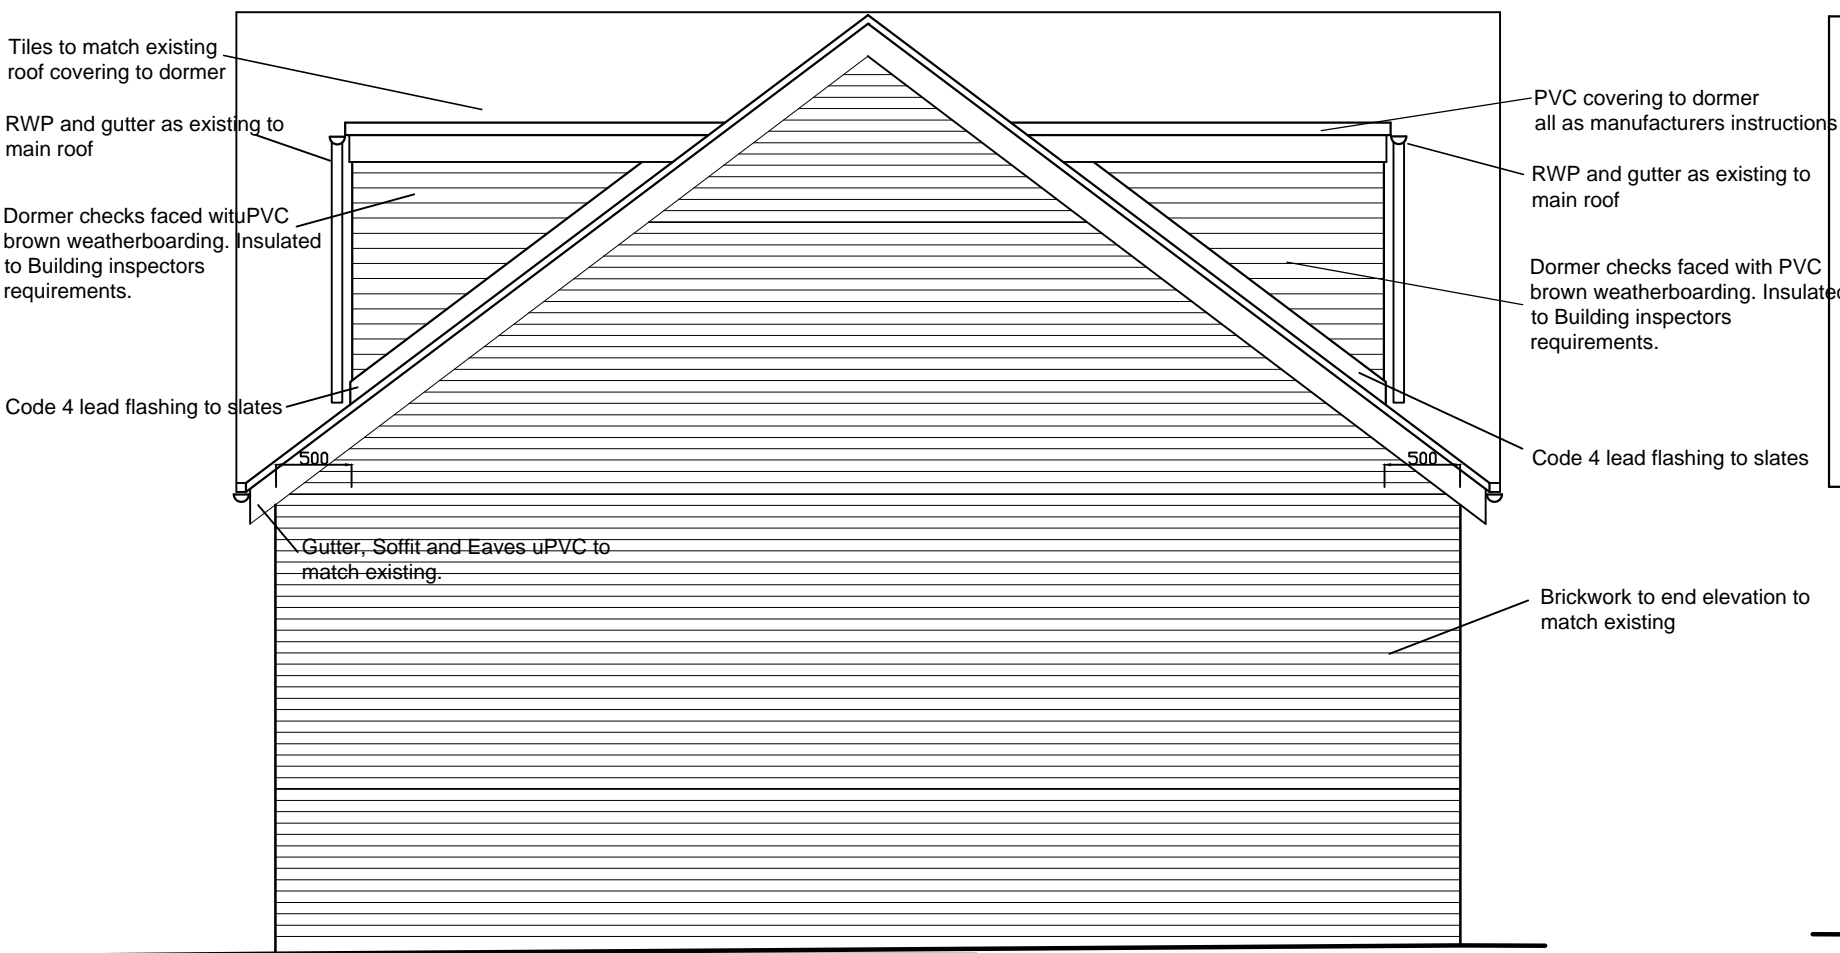 Tiles to match existing
roof covering to dormer
RWP and gutter as existing to
main roof
Dormer checks faced wituPVC
brown weatherboarding. Insulated
to Building inspectors
requirements.
Code 4 lead flashing to slates
500
Gutter, Soffit and Eaves uPVC to
match existing.
PVC covering to dormer
all as manufacturers instructions
RWP and gutter as existing to
main roof
Dormer checks faced with PVC
brown weatherboarding. Insulated
to Building inspectors
requirements.
500
Code 4 lead flashing to slates
Brickwork to end elevation to
match existing